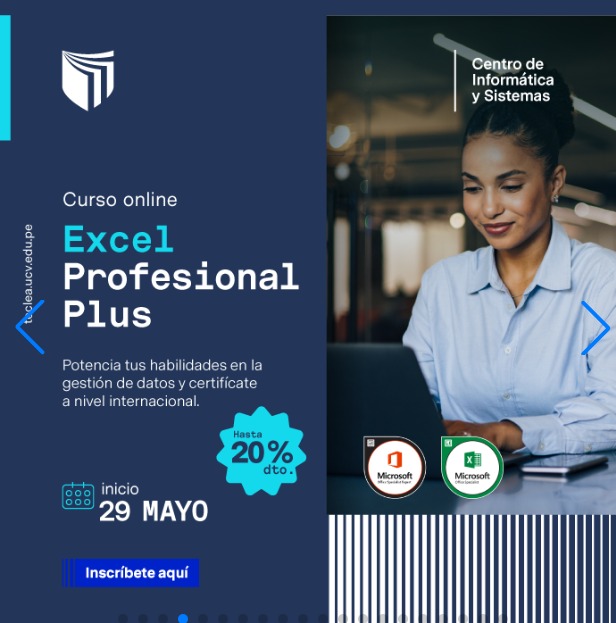 Centro de
Informática
y Sistemas
Curso online
Excel
Profesional
Plus
teclea.ucv.edu.pe
Potencia tus habilidades en la
gestión de datos y certifícate
a nivel internacional.
Hasta
20%
dto.
inicio
29 MAYO
Inscríbete aquí
Microsoft
Microsoft